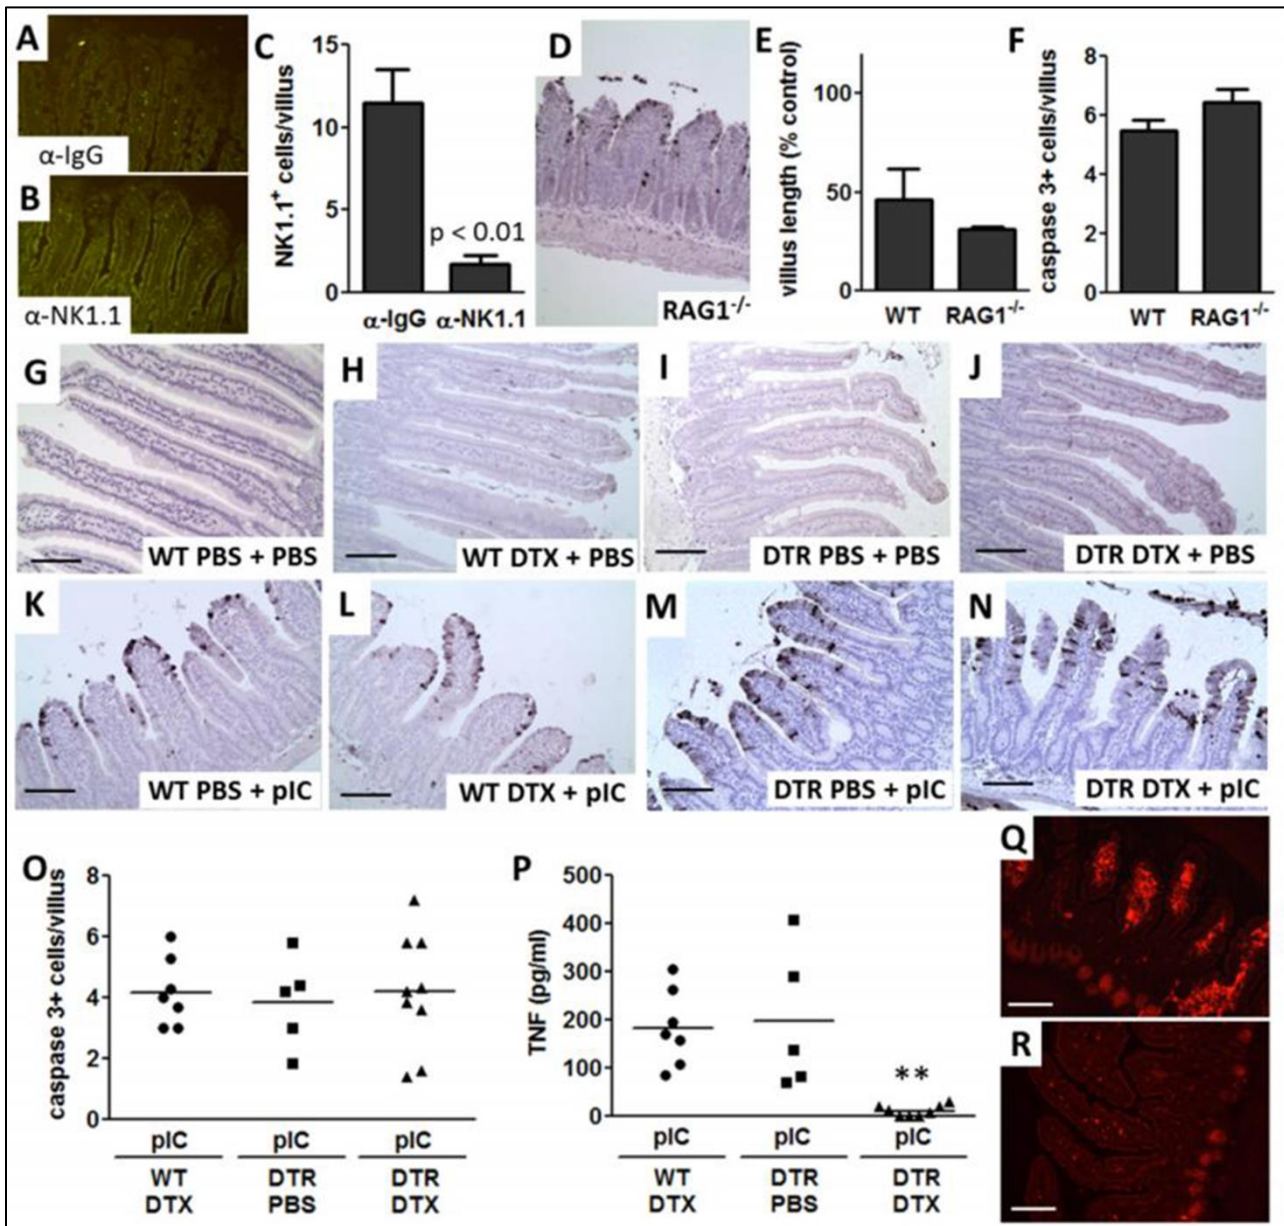 A
α-IgG
B
α-NK1.1
C
NK1.1⁺ cells/villus
15
10
5
0
p < 0.01
α-IgG α-NK1.1
D
RAG1⁻/⁻
E
villus length (% control)
100
50
0
WT RAG1⁻/⁻
F
caspase 3+ cells/villus
8
6
4
2
0
WT RAG1⁻/⁻
G
WT PBS + PBS
H
WT DTX + PBS
I
DTR PBS + PBS
J
DTR DTX + PBS
K
WT PBS + pIC
L
WT DTX + pIC
M
DTR PBS + pIC
N
DTR DTX + pIC
O
caspase 3+ cells/villus
8
6
4
2
0
pIC pIC pIC
WT DTR DTR
DTX PBS DTX
P
TNF (pg/ml)
500
400
300
200
100
0
**
pIC pIC pIC
WT DTR DTR
DTX PBS DTX
Q
R